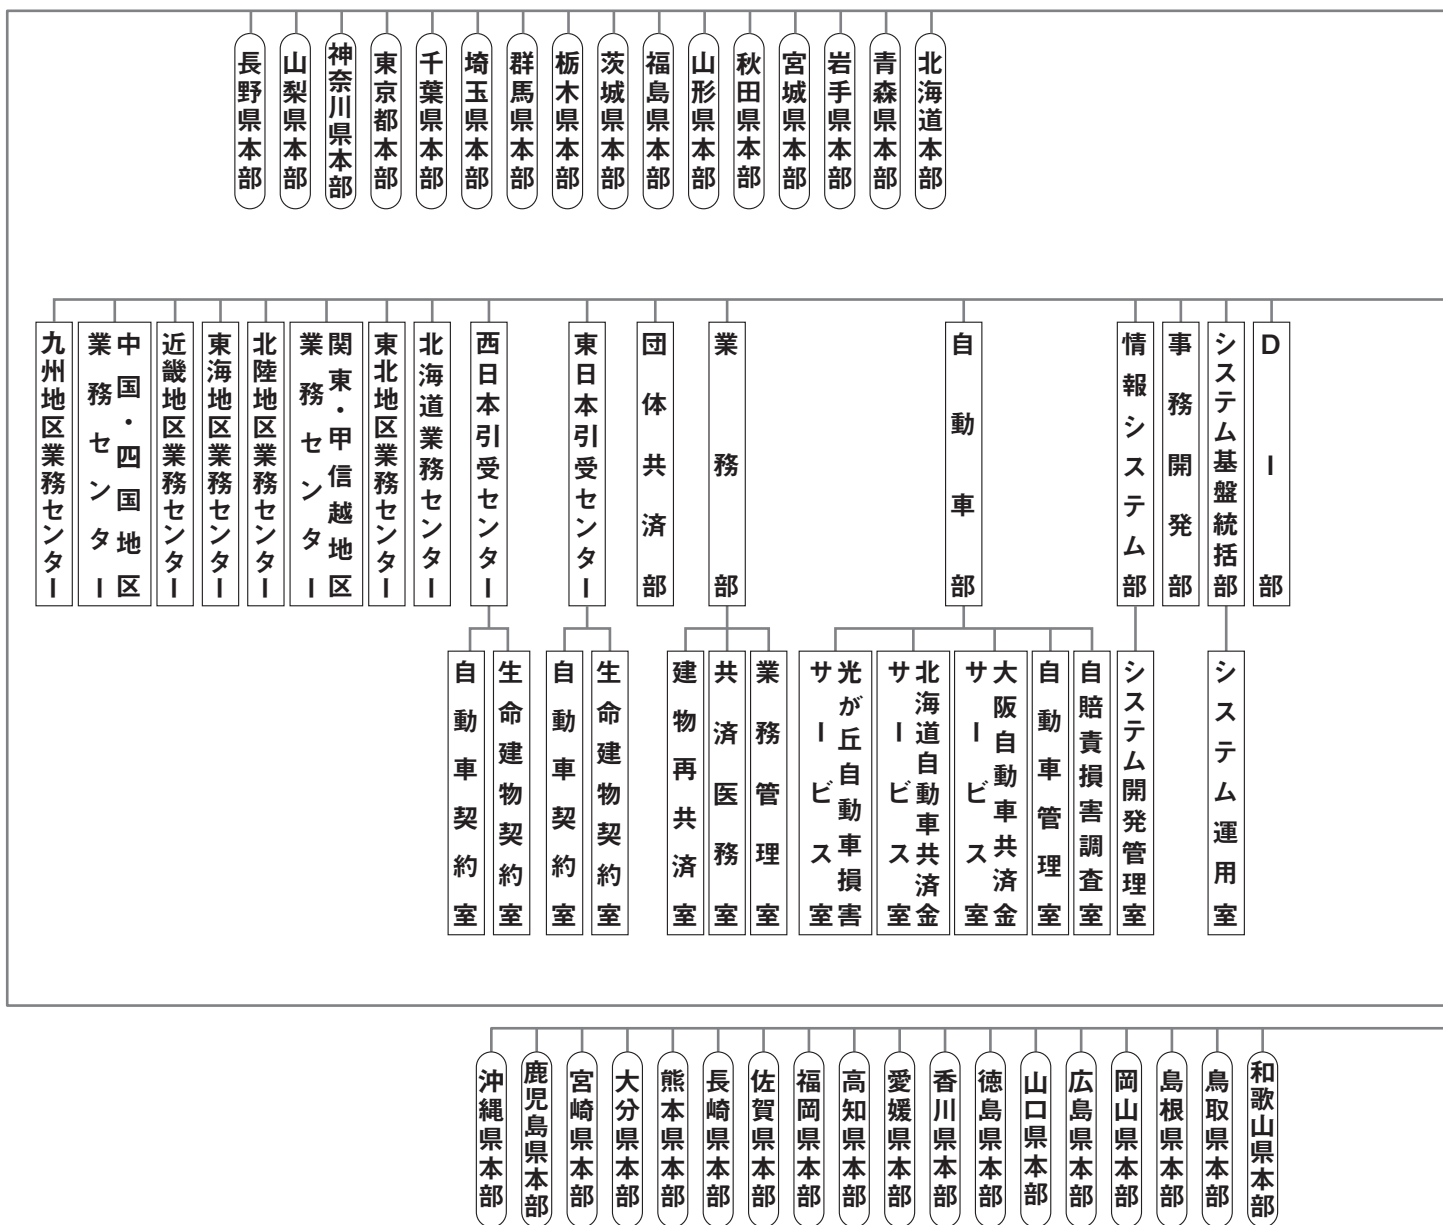 北海道本部
青森県本部
岩手県本部
宮城県本部
秋田県本部
山形県本部
福島県本部
茨城県本部
栃木県本部
群馬県本部
埼玉県本部
千葉県本部
東京都本部
神奈川県本部
山梨県本部
長野県本部
DI部
システム基盤統括部
事務開発部
情報システム部
自動車部
業務部
団体共済部
東日本引受センター
西日本引受センター
北海道業務センター
東北地区業務センター
関東・甲信越地区
業務センター
北陸地区業務センター
東海地区業務センター
近畿地区業務センター
中国・四国地区
業務センター
九州地区業務センター
システム運用室
システム開発管理室
自賠責損害調査室
自動車管理室
大阪自動車共済金
サービス室
北海道自動車共済金
サービス室
光が丘自動車損害
サービス室
業務管理室
共済医務室
建物再共済室
生命建物契約室
自動車契約室
生命建物契約室
自動車契約室
和歌山県本部
鳥取県本部
島根県本部
岡山県本部
広島県本部
山口県本部
徳島県本部
香川県本部
愛媛県本部
高知県本部
福岡県本部
佐賀県本部
長崎県本部
熊本県本部
大分県本部
宮崎県本部
鹿児島県本部
沖縄県本部